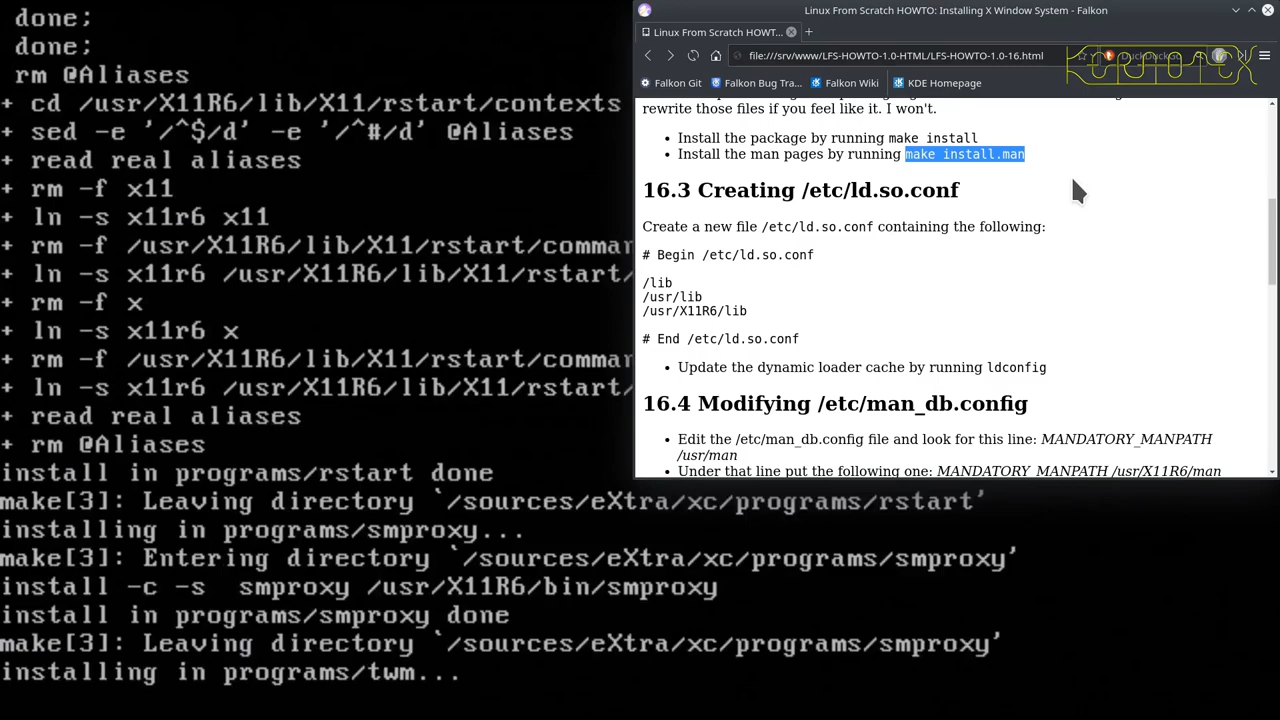 done;
done;
rm @Aliases
+ cd /usr/X11R6/lib/X11/rstart/contexts
+ sed -e '/^$/d' -e '/^#/d' @Aliases
+ read real aliases
+ rm -f x11
+ ln -s x11r6 x11
+ rm -f /usr/X11R6/lib/X11/rstart/comman
+ ln -s x11r6 /usr/X11R6/lib/X11/rstart/
+ rm -f x
+ ln -s x11r6 x
+ rm -f /usr/X11R6/lib/X11/rstart/comman
+ ln -s x11r6 /usr/X11R6/lib/X11/rstart/
+ read real aliases
+ rm @Aliases
install in programs/rstart done
make[3]: Leaving directory `/sources/eXtra/xc/programs/rstart'
installing in programs/smproxy...
make[3]: Entering directory `/sources/eXtra/xc/programs/smproxy'
install -c -s  smproxy /usr/X11R6/bin/smproxy
install in programs/smproxy done
make[3]: Leaving directory `/sources/eXtra/xc/programs/smproxy'
installing in programs/twm...
Linux From Scratch HOWTO: Installing X Window System - Falkon
Linux From Scratch HOWT...
file:///srv/www/LFS-HOWTO-1.0-HTML/LFS-HOWTO-1.0-16.html
DuckDuckGo
Falkon Git Falkon Bug Tra... Falkon Wiki KDE Homepage
rewrite those files if you feel like it. I won't.
• Install the package by running make install
• Install the man pages by running make install.man
16.3 Creating /etc/ld.so.conf
Create a new file /etc/ld.so.conf containing the following:
# Begin /etc/ld.so.conf
/lib
/usr/lib
/usr/X11R6/lib
# End /etc/ld.so.conf
• Update the dynamic loader cache by running ldconfig
16.4 Modifying /etc/man_db.config
• Edit the /etc/man_db.config file and look for this line: MANDATORY_MANPATH
/usr/man
• Under that line put the following one: MANDATORY_MANPATH /usr/X11R6/man